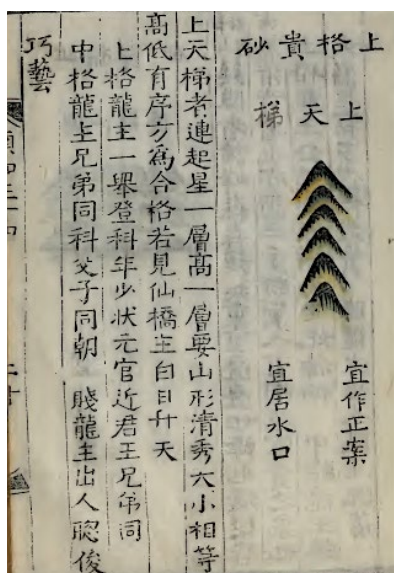 上格貴砂
上天梯
宜作正案
宜居水口
上天梯者連起星一層高一層要山形清秀大小相等
高低有序方爲合格若見仙橋主白日升天
上格龍主一舉登科年少狀元官近君王兄弟同
中格龍主兄弟同科父子同朝 賤龍主出人聰俊
巧藝